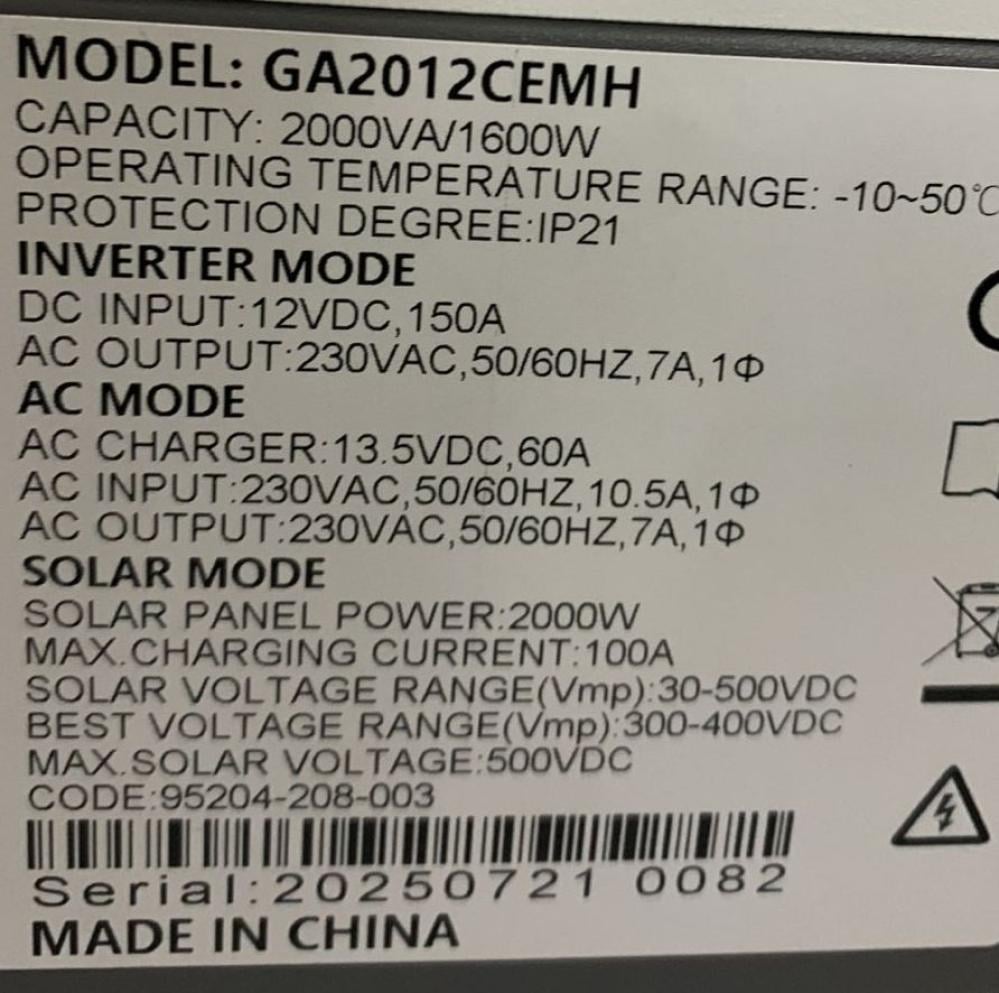 MODEL: GA2012CEMH
CAPACITY: 2000VA/1600W
OPERATING TEMPERATURE RANGE: -10~50℃
PROTECTION DEGREE:IP21
INVERTER MODE
DC INPUT:12VDC,150A
AC OUTPUT:230VAC,50/60HZ,7A,1Φ
AC MODE
AC CHARGER:13.5VDC,60A
AC INPUT:230VAC,50/60HZ,10.5A,1Φ
AC OUTPUT:230VAC,50/60HZ,7A,1Φ
SOLAR MODE
SOLAR PANEL POWER:2000W
MAX.CHARGING CURRENT:100A
SOLAR VOLTAGE RANGE(Vmp):30-500VDC
BEST VOLTAGE RANGE(Vmp):300-400VDC
MAX.SOLAR VOLTAGE:500VDC
CODE:95204-208-003
Serial:20250721 0082
MADE IN CHINA